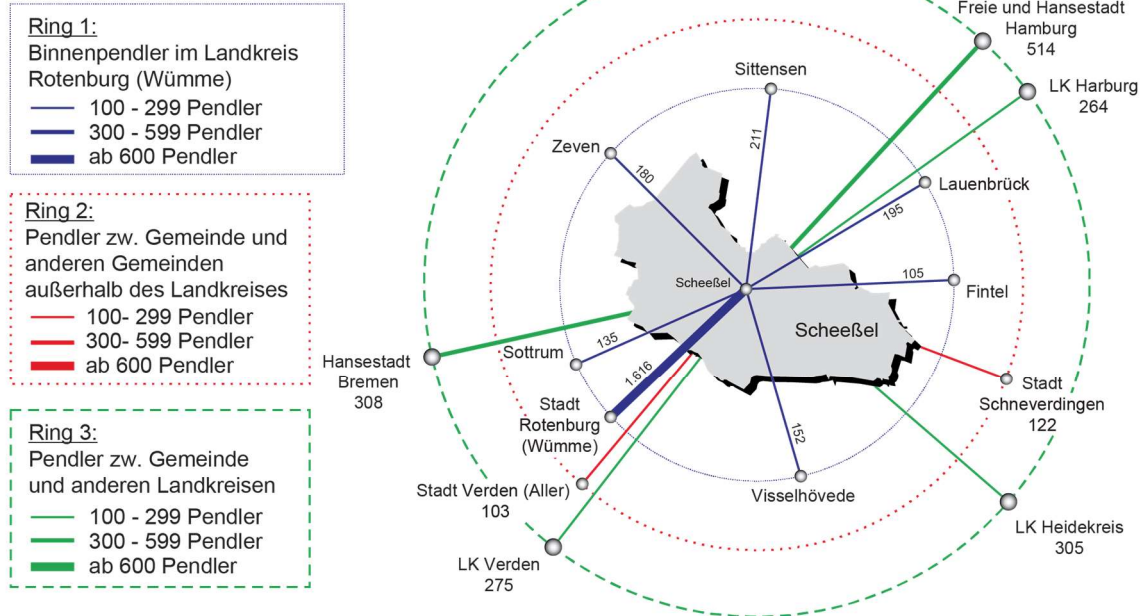 Ring 1:
Binnenpendler im Landkreis
Rotenburg (Wümme)
100 - 299 Pendler
300 - 599 Pendler
ab 600 Pendler
Ring 2:
Pendler zw. Gemeinde und
anderen Gemeinden
außerhalb des Landkreises
100- 299 Pendler
300- 599 Pendler
ab 600 Pendler
Ring 3:
Pendler zw. Gemeinde
und anderen Landkreisen
100 - 299 Pendler
300 - 599 Pendler
ab 600 Pendler
Freie und Hansestadt
Hamburg
514
LK Harburg
264
Sittensen
211
Zeven
180
Lauenbrück
195
Scheeßel
105
Fintel
Scheeßel
Hansestadt
Bremen
308
Sottrum
135
1.616
Stadt
Rotenburg
(Wümme)
152
Visselhövede
Stadt
Schneverdingen
122
Stadt Verden (Aller)
103
LK Verden
275
LK Heidekreis
305